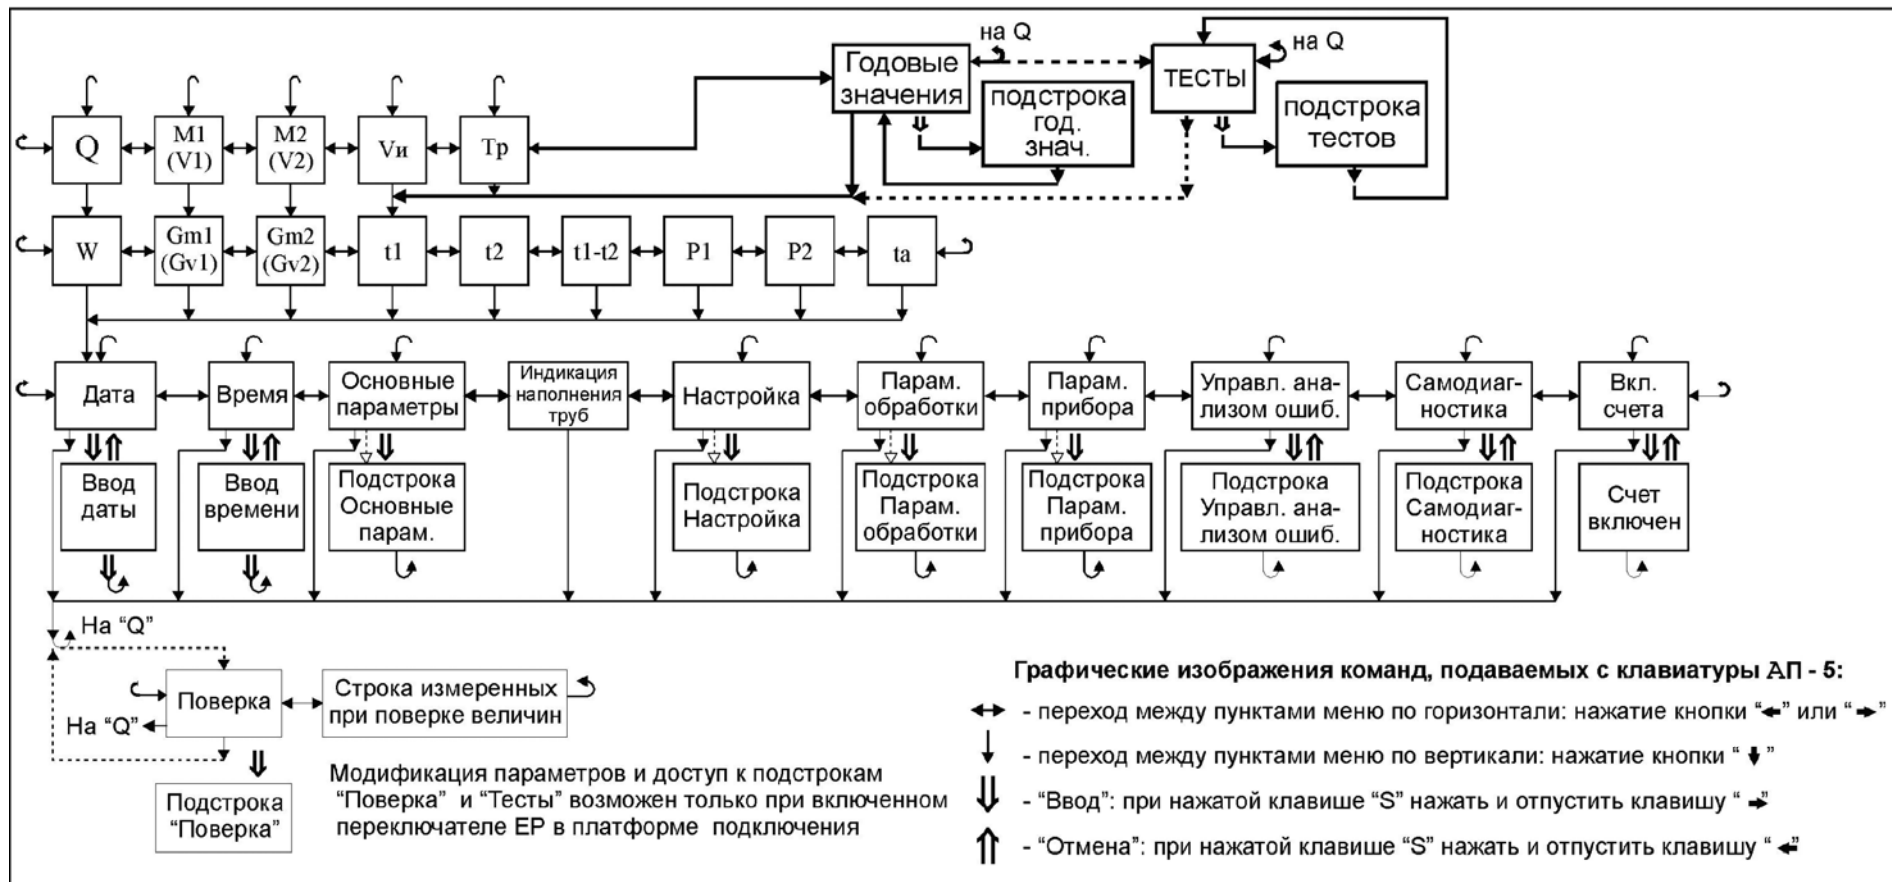 на Q
на Q
Годовые
значения
ТЕСТЫ
подстрока
год.
знач.
подстрока
тестов
Q
M1
(V1)
M2
(V2)
Vи
Тр
W
Gm1
(Gv1)
Gm2
(Gv2)
t1
t2
t1-t2
P1
P2
ta
Дата
Время
Основные
параметры
Индикация
наполнения
труб
Настройка
Парам.
обработки
Парам.
прибора
Управл. ана-
лизом ошиб.
Самодиаг-
ностика
Вкл.
счета
Ввод
даты
Ввод
времени
Подстрока
Основные
парам.
Подстрока
Настройка
Подстрока
Парам.
обработки
Подстрока
Парам.
прибора
Подстрока
Управл. ана-
лизом ошиб.
Подстрока
Самодиаг-
ностика
Счет
включен
На “Q”
Поверка
Строка измеренных
при поверке величин
На “Q”
Подстрока
“Поверка”
Модификация параметров и доступ к подстрокам
“Поверка” и “Тесты” возможен только при включенном
переключателе EP в платформе подключения
Графические изображения команд, подаваемых с клавиатуры АП - 5:
↔ - переход между пунктами меню по горизонтали: нажатие кнопки “←” или “→”
↓ - переход между пунктами меню по вертикали: нажатие кнопки “↓”
⇓ - “Ввод”: при нажатой клавише “S” нажать и отпустить клавишу “→”
⇑ - “Отмена”: при нажатой клавише “S” нажать и отпустить клавишу “←”